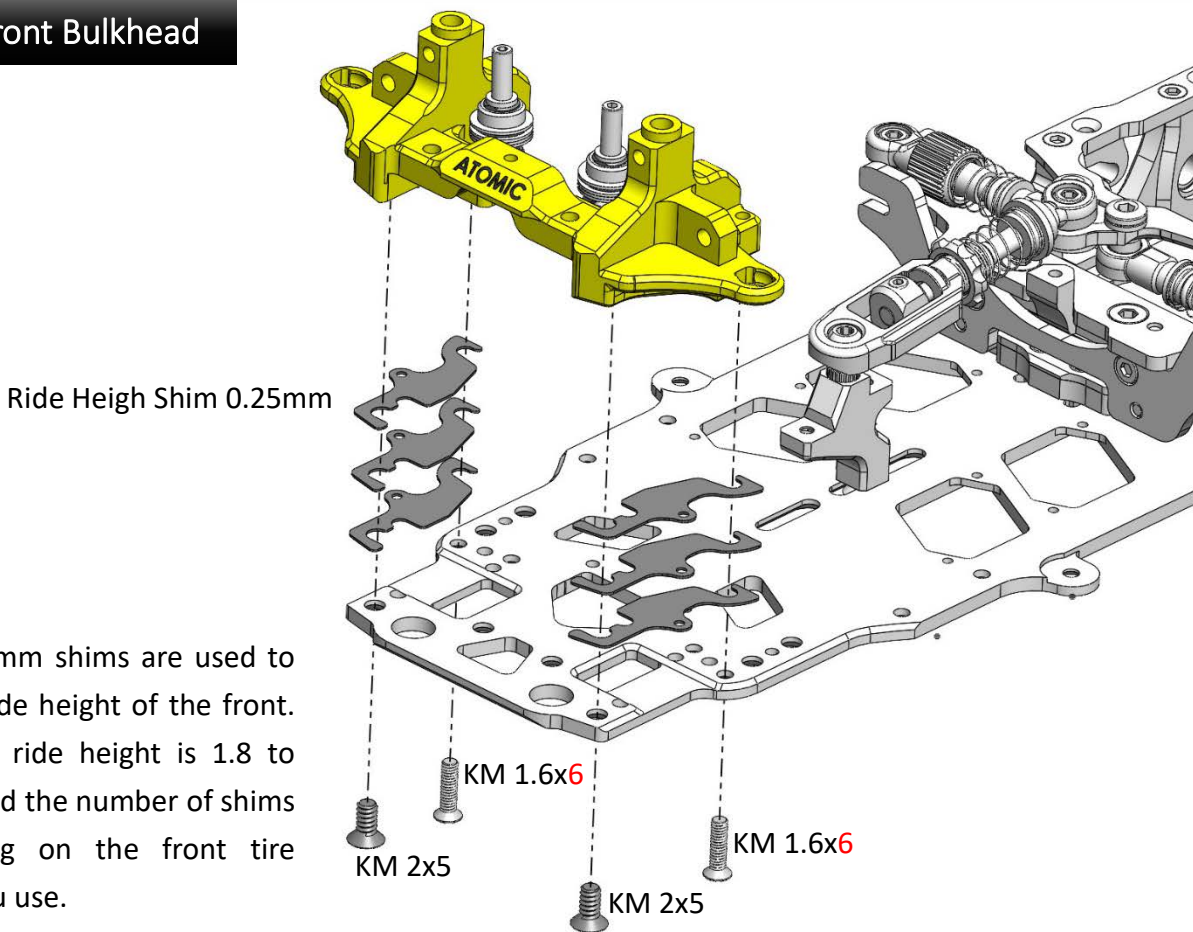 ront Bulkhead
ATOMIC
Ride Heigh Shim 0.25mm
mm shims are used to
de height of the front.
ride height is 1.8 to
d the number of shims
g on the front tire
u use.
KM 1.6x6
KM 2x5
KM 1.6x6
KM 2x5